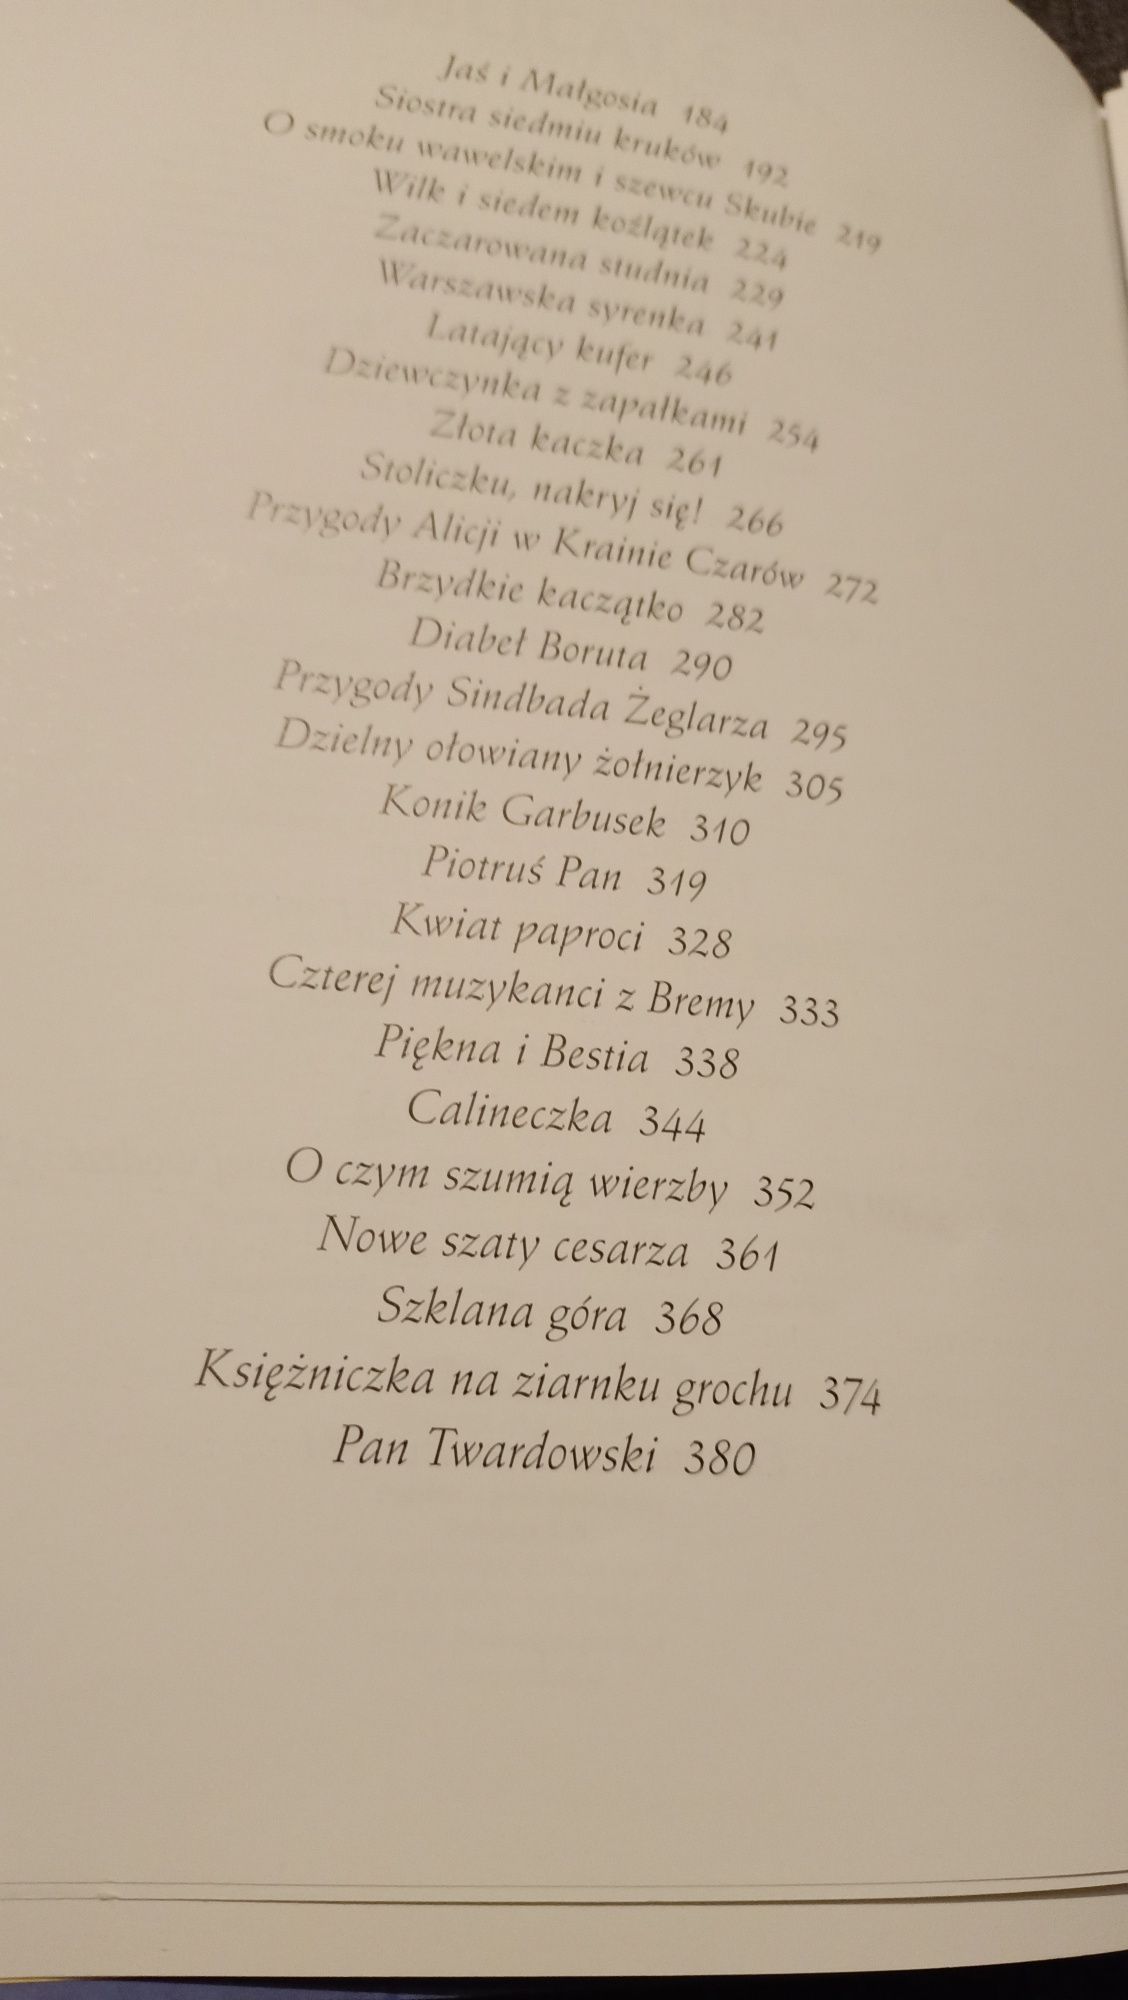 Jaś i Małgosia 184
Siostra siedmiu kruków 192
O smoku wawelskim i szewcu Skubie 219
Wilk i siedem koźlątek 224
Zaczarowana studnia 229
Warszawska syrenka 241
Latający kufer 246
Dziewczynka z zapałkami 254
Złota kaczka 261
Stoliczku, nakryj się! 266
Przygody Alicji w Krainie Czarów 272
Brzydkie kaczątko 282
Diabeł Boruta 290
Przygody Sindbada Żeglarza 295
Dzielny ołowiany żołnierzyk 305
Konik Garbusek 310
Piotruś Pan 319
Kwiat paproci 328
Czterej muzykanci z Bremy 333
Piękna i Bestia 338
Calineczka 344
O czym szumią wierzby 352
Nowe szaty cesarza 361
Szklana góra 368
Księżniczka na ziarnku grochu 374
Pan Twardowski 380